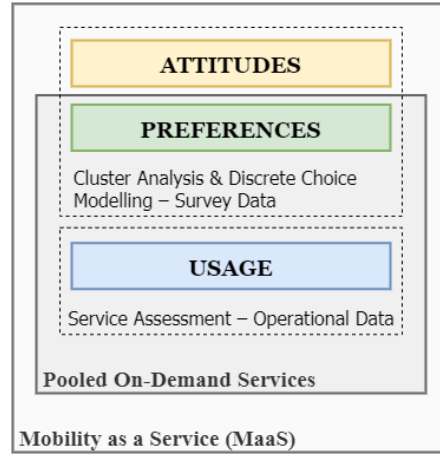 ATTITUDES
PREFERENCES
Cluster Analysis & Discrete Choice
Modelling – Survey Data
USAGE
Service Assessment – Operational Data
Pooled On-Demand Services
Mobility as a Service (MaaS)